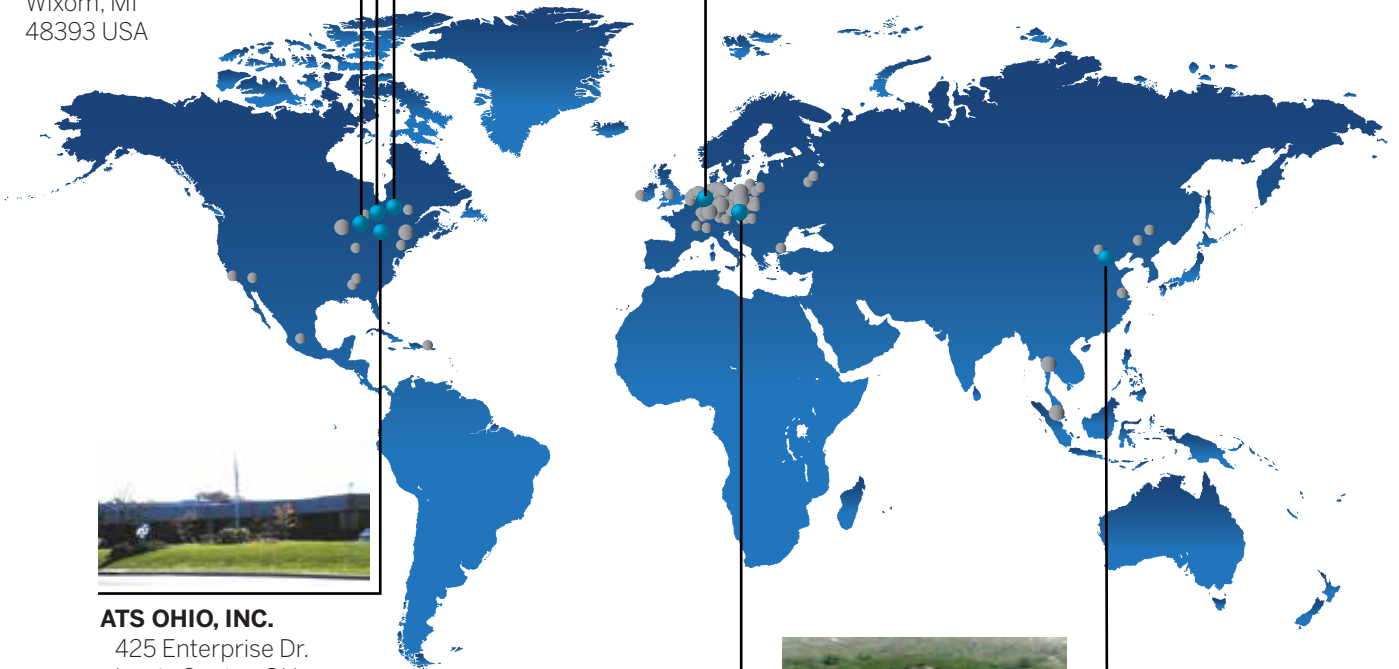 Wixom, MI
48393 USA
ATS OHIO, INC.
425 Enterprise Dr.